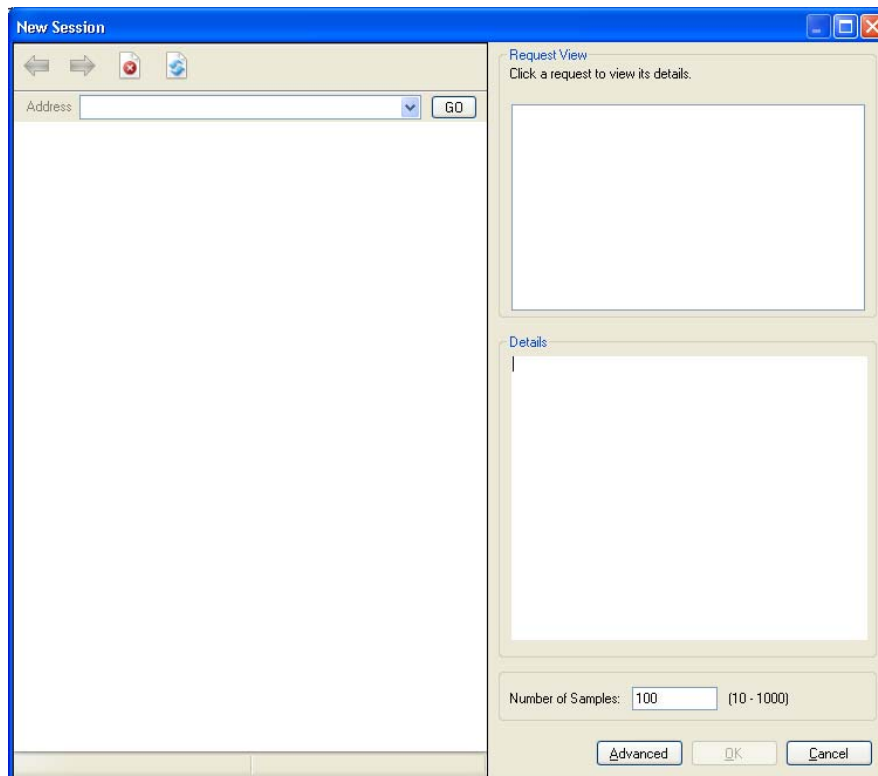 New Session
Address
GO
Request View
Click a request to view its details.
Details
Number of Samples: 100 (10 - 1000)
Advanced OK Cancel